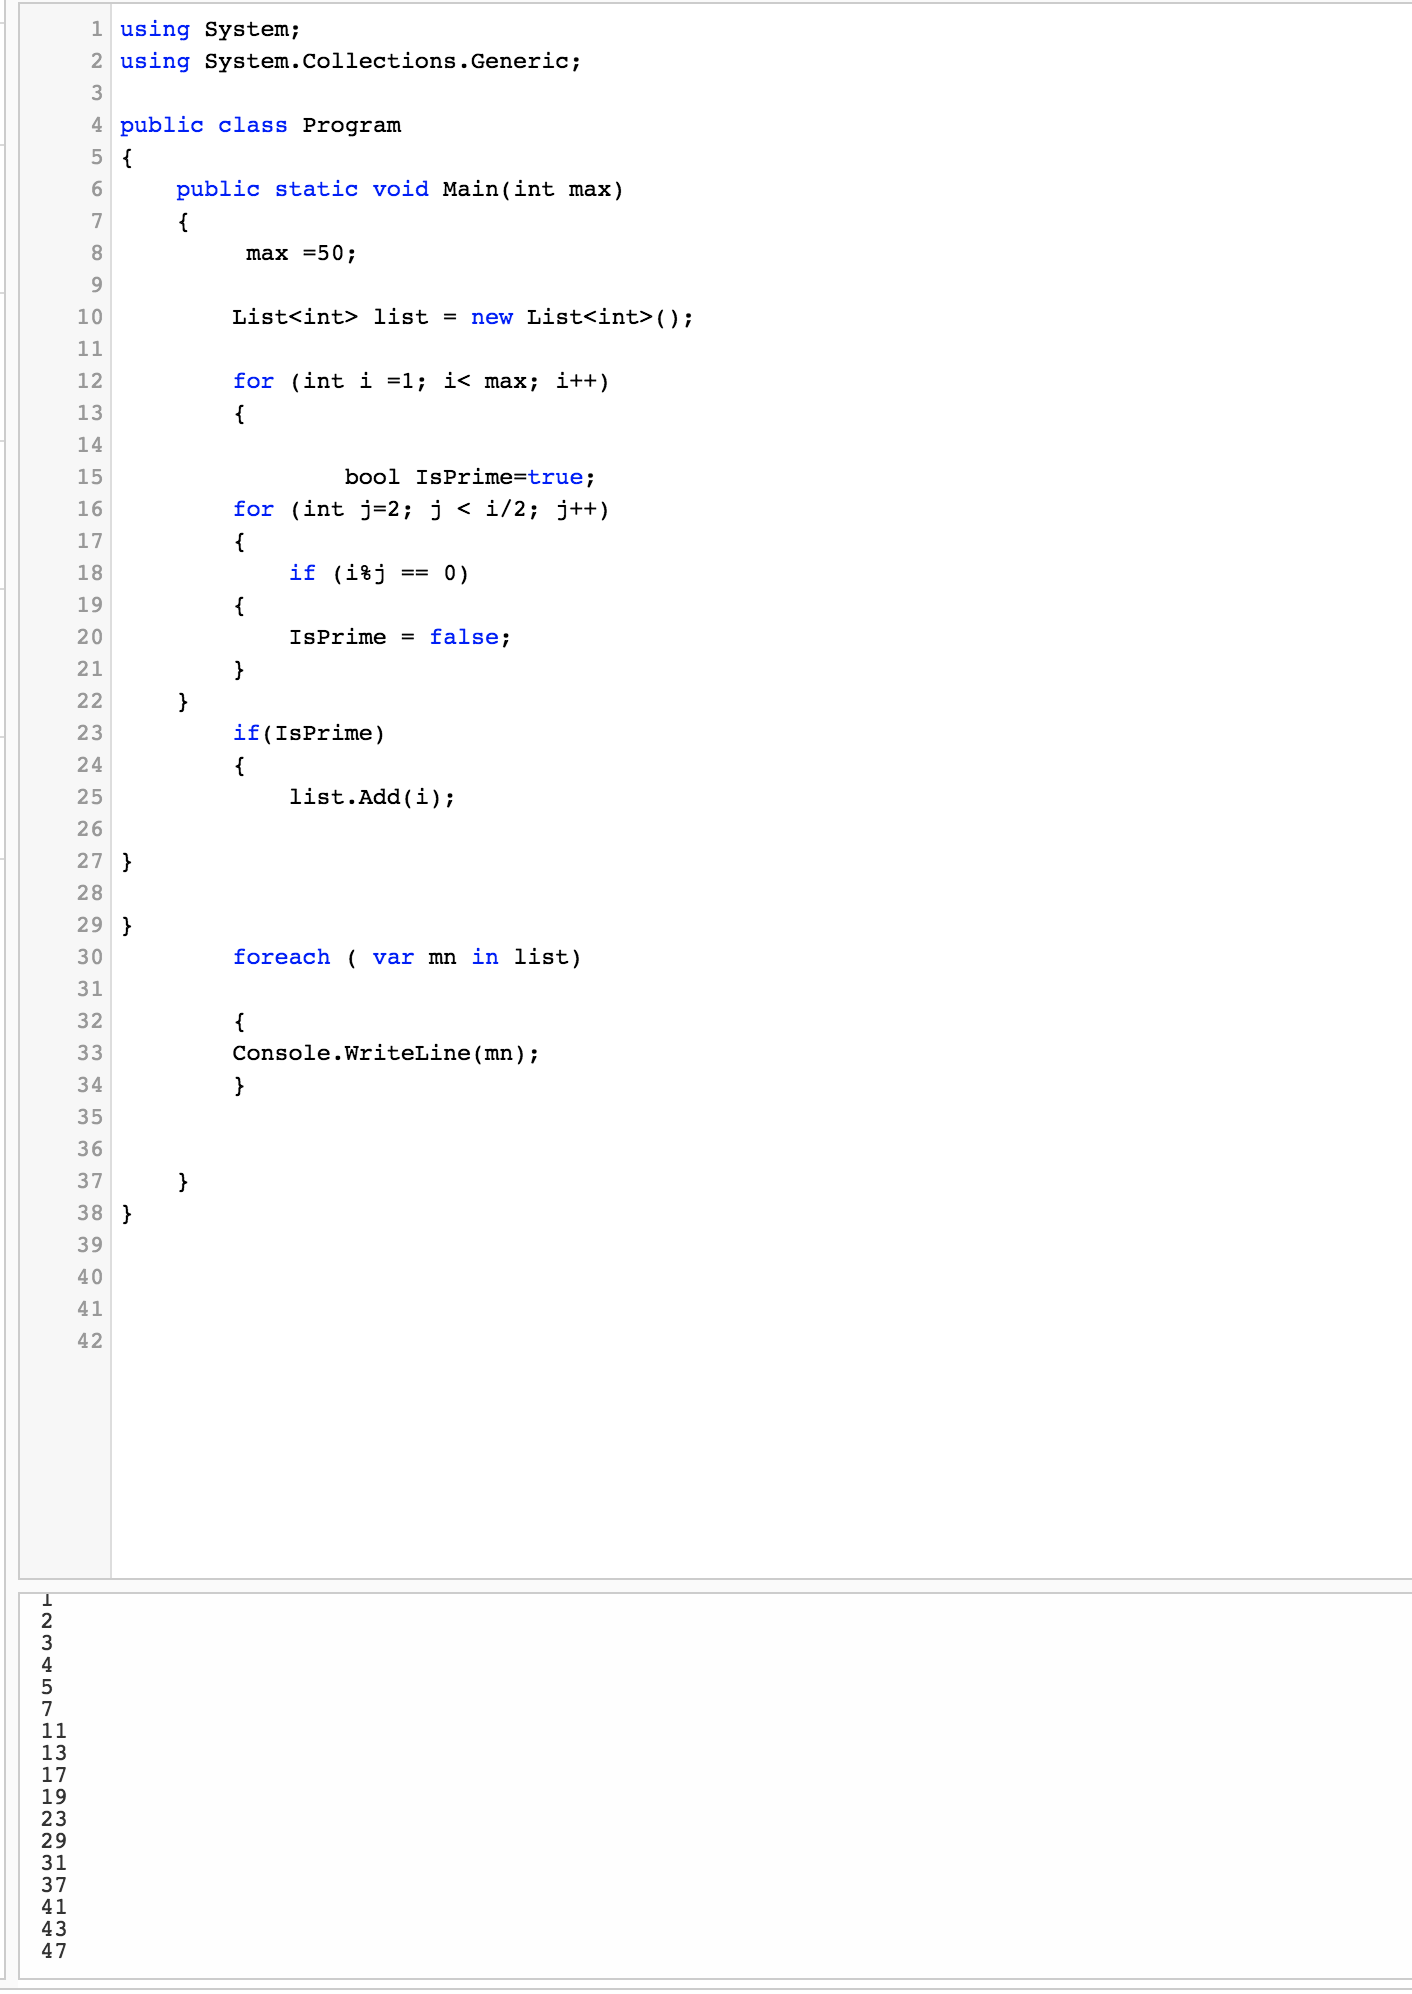 1 using System;
2 using System.Collections.Generic;
3
4 public class Program
5 {
6     public static void Main(int max)
7     {
8          max =50;
9
10         List<int> list = new List<int>();
11
12         for (int i =1; i< max; i++)
13         {
14
15                 bool IsPrime=true;
16         for (int j=2; j < i/2; j++)
17         {
18             if (i%j == 0)
19         {
20             IsPrime = false;
21         }
22     }
23         if(IsPrime)
24         {
25             list.Add(i);
26
27 }
28
29 }
30         foreach ( var mn in list)
31
32         {
33         Console.WriteLine(mn);
34         }
35
36
37     }
38 }
39
40
41
42
1
2
3
4
5
7
11
13
17
19
23
29
31
37
41
43
47